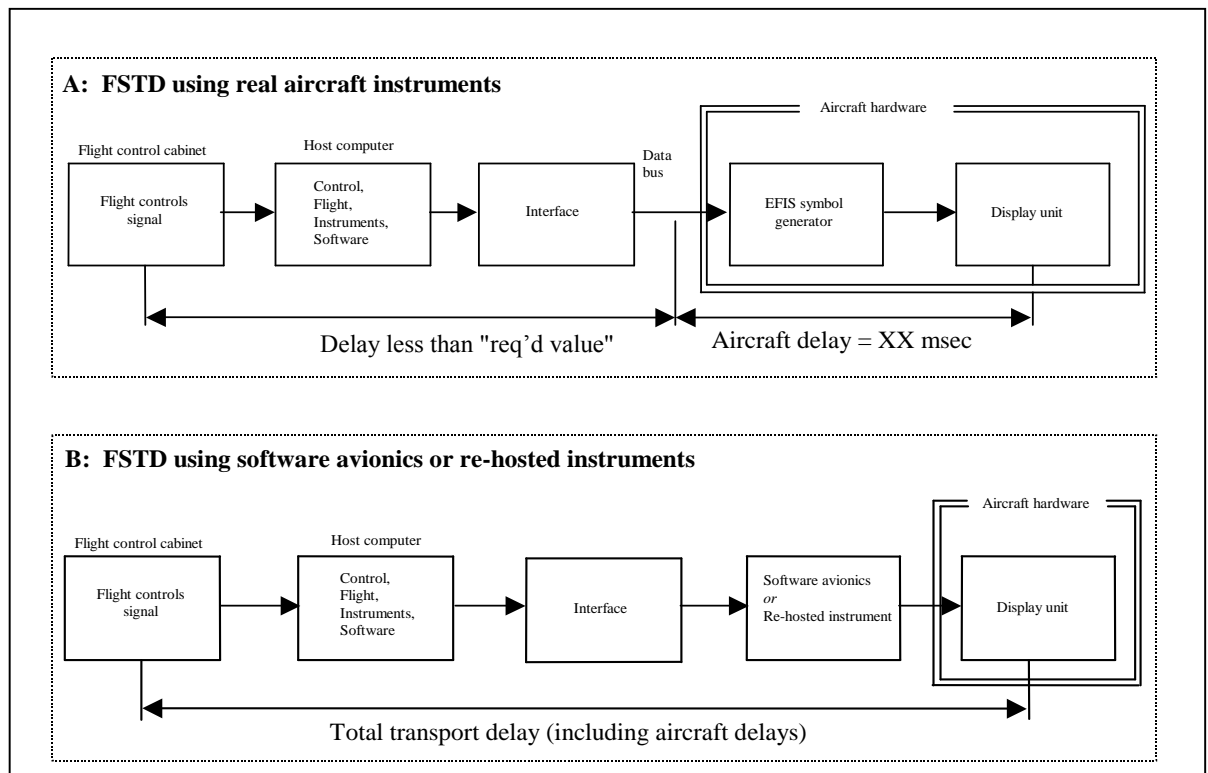 A: FSTD using real aircraft instruments
Aircraft hardware
Flight control cabinet
Host computer
Data
bus
Flight controls
signal
Control,
Flight,
Instruments,
Software
Interface
EFIS symbol
generator
Display unit
Delay less than "req’d value"
Aircraft delay = XX msec
B: FSTD using software avionics or re-hosted instruments
Aircraft hardware
Flight control cabinet
Host computer
Flight controls
signal
Control,
Flight,
Instruments,
Software
Interface
Software avionics
or
Re-hosted instrument
Display unit
Total transport delay (including aircraft delays)